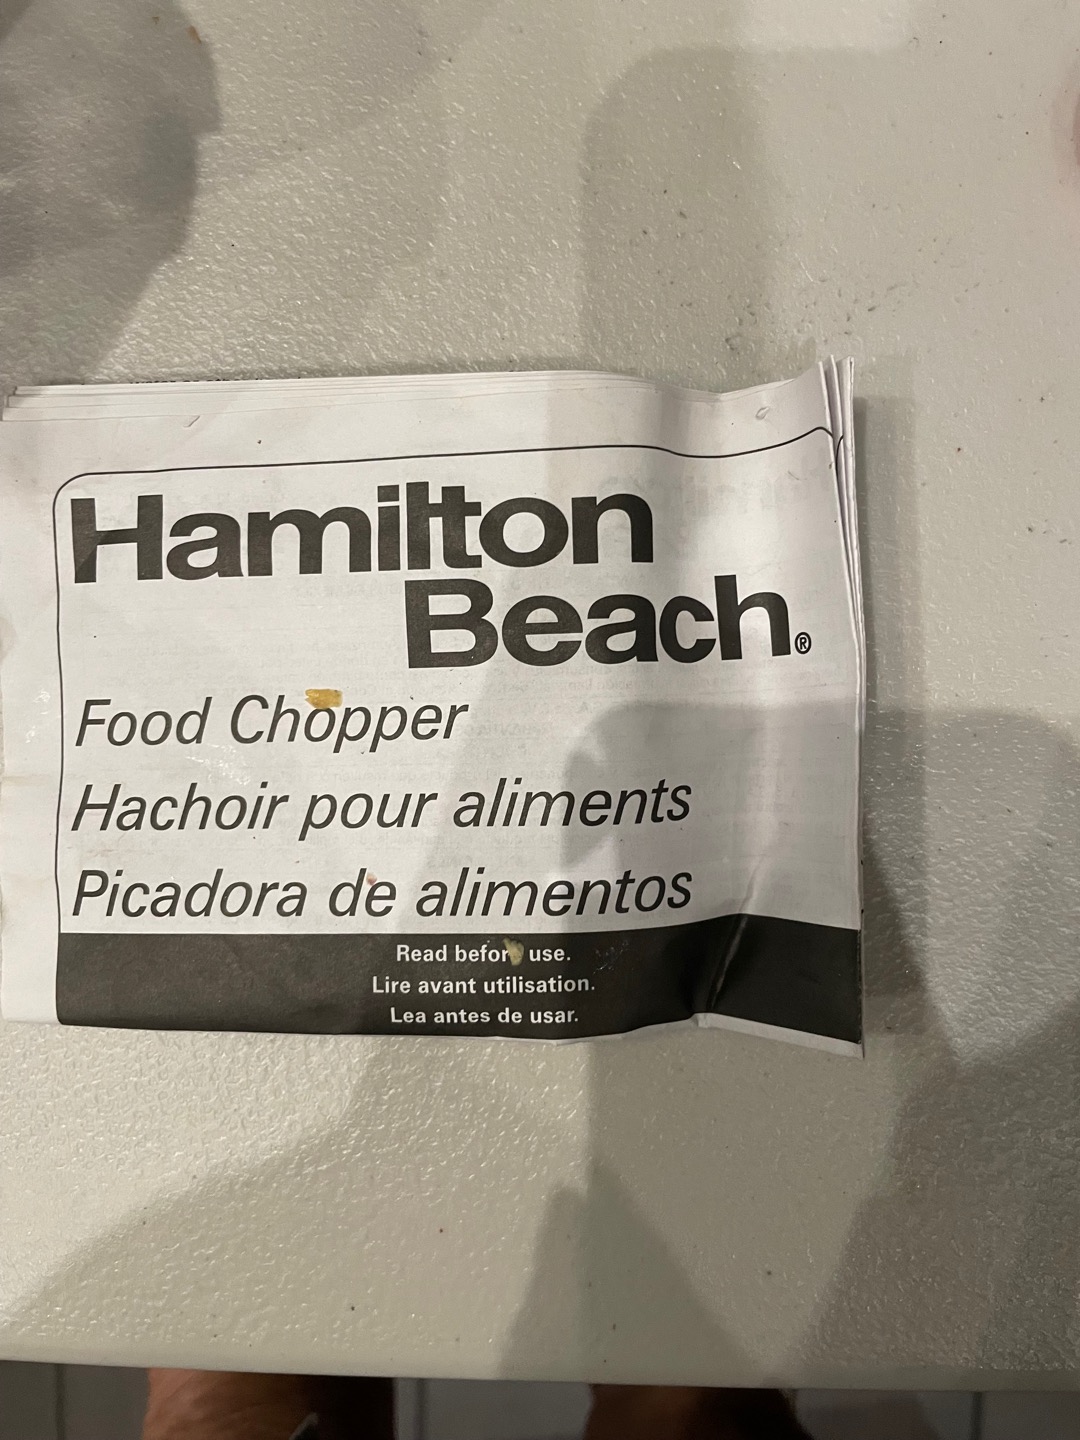 Hamilton
Beach®
Food Chopper
Hachoir pour aliments
Picadora de alimentos
Read before use.
Lire avant utilisation.
Lea antes de usar.